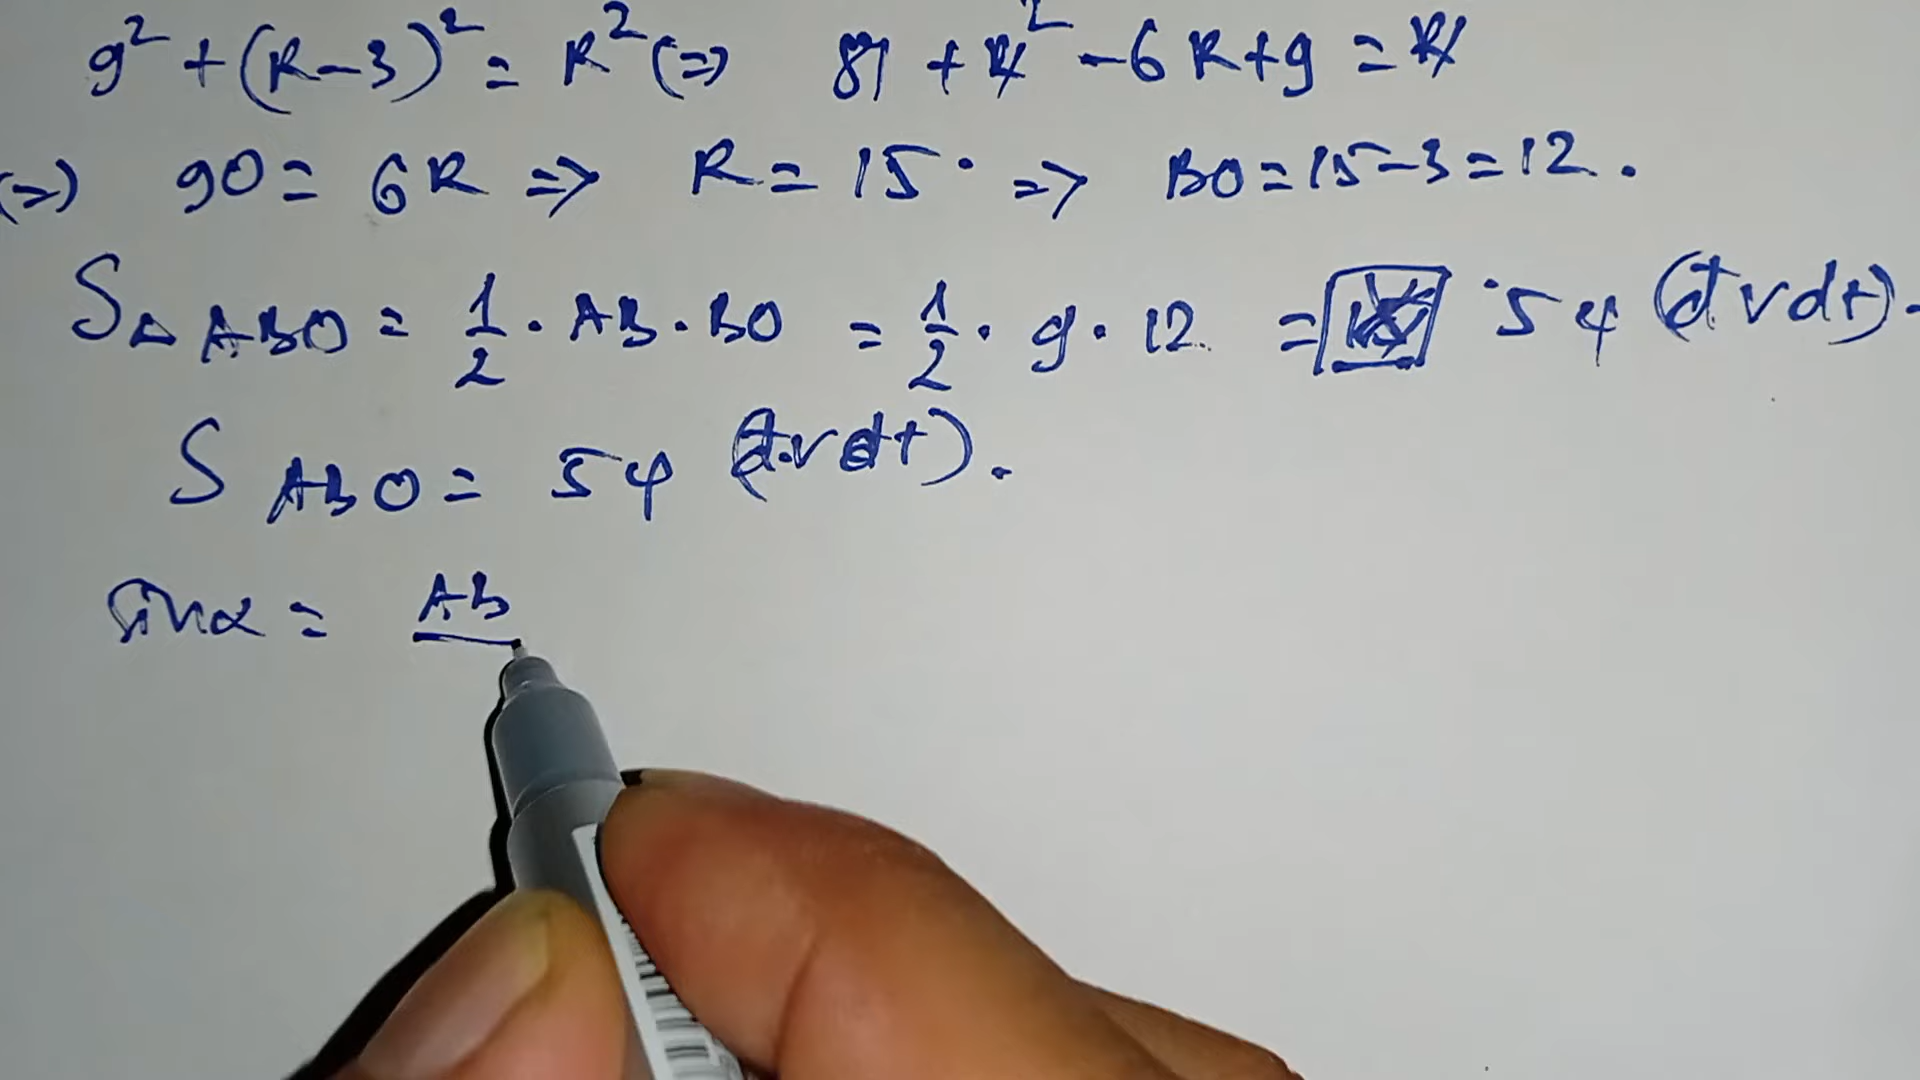 9² + (R-3)² = R² (=) 81 + R² - 6R + 9 = R
(=) 90 = 6R => R = 15. => BO = 15 - 3 = 12.
S△ABO = 1/2 . AB . BO = 1/2 . 9 . 12 = 54 (đvdt).
S ABO = 54 (đvdt).
sinα = AB